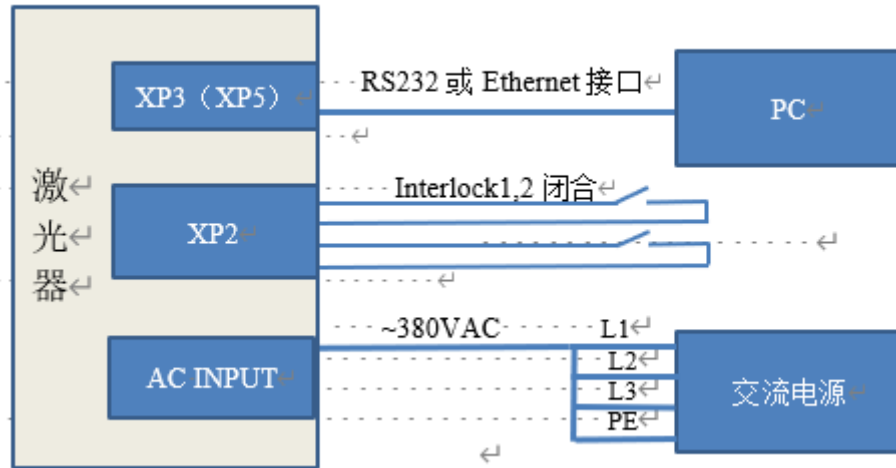 激
光
器
XP3（XP5）
RS232 或 Ethernet 接口
PC
XP2
Interlock1,2 闭合
AC INPUT
~380VAC
L1
L2
L3
PE
交流电源